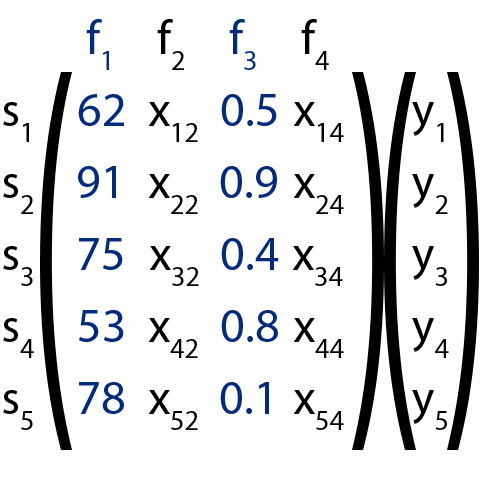 f1 f2 f3 f4
s1 62 x12 0.5 x14 y1
s2 91 x22 0.9 x24 y2
s3 75 x32 0.4 x34 y3
s4 53 x42 0.8 x44 y4
s5 78 x52 0.1 x54 y5